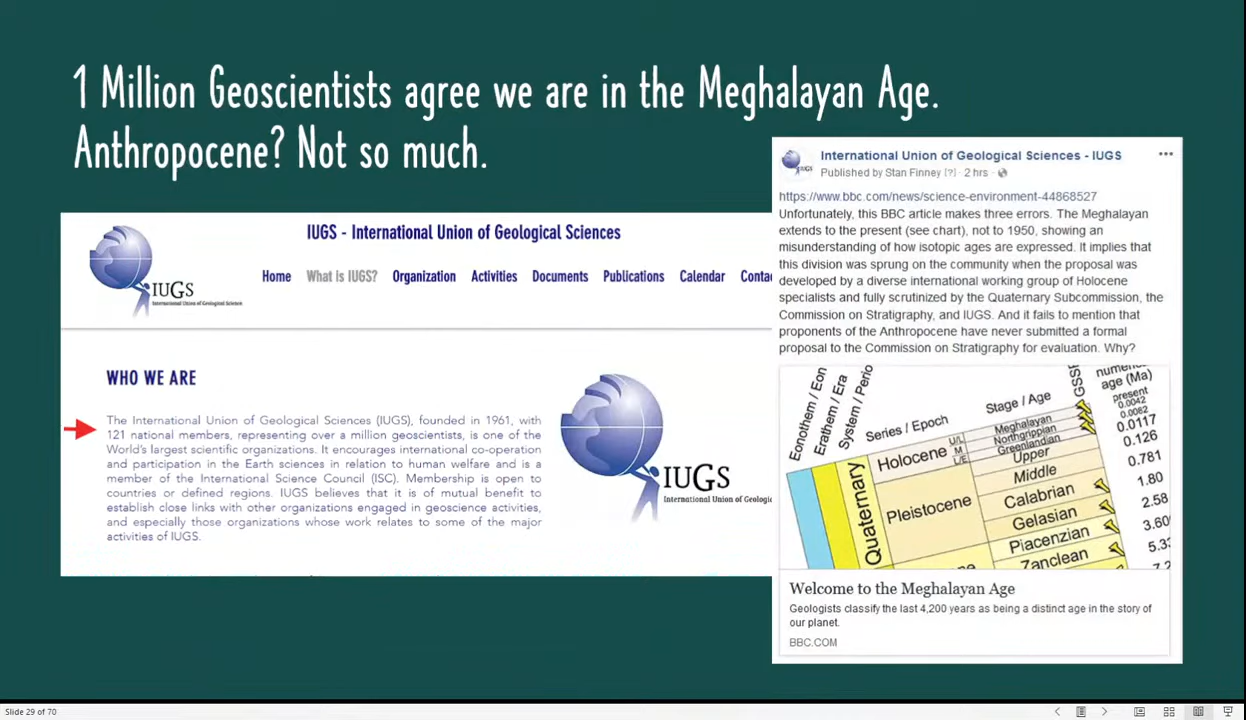 1 Million Geoscientists agree we are in the Meghalayan Age.
Anthropocene? Not so much.
IUGS - International Union of Geological Sciences
IUGS
International Union of Geological Science
Home What is IUGS? Organization Activities Documents Publications Calendar Contac
WHO WE ARE
The International Union of Geological Sciences (IUGS), founded in 1961, with
121 national members, representing over a million geoscientists, is one of the
World's largest scientific organizations. It encourages international co-operation
and participation in the Earth sciences in relation to human welfare and is a
member of the International Science Council (ISC). Membership is open to
countries or defined regions. IUGS believes that it is of mutual benefit to
establish close links with other organizations engaged in geoscience activities,
and especially those organizations whose work relates to some of the major
activities of IUGS.
IUGS
International Union of Geologic
International Union of Geological Sciences - IUGS
Published by Stan Finney [?] · 2 hrs ·
https://www.bbc.com/news/science-environment-44868527
Unfortunately, this BBC article makes three errors. The Meghalayan
extends to the present (see chart), not to 1950, showing an
misunderstanding of how isotopic ages are expressed. It implies that
this division was sprung on the community when the proposal was
developed by a diverse international working group of Holocene
specialists and fully scrutinized by the Quaternary Subcommission, the
Commission on Stratigraphy, and IUGS. And it fails to mention that
proponents of the Anthropocene have never submitted a formal
proposal to the Commission on Stratigraphy for evaluation. Why?
Eonothem / Eon
Erathem / Era
System / Perio
Series / Epoch
Stage / Age
GSSP
age (Ma)
present
Quaternary
Holocene
U/L
M
L/E
Meghalayan
0.0042
Northgrippian
0.0082
Greenlandian
0.0117
Pleistocene
Upper
0.126
Middle
0.781
Calabrian
1.80
Gelasian
2.58
Piacenzian
3.60
Zanclean
5.33
7.2
Welcome to the Meghalayan Age
Geologists classify the last 4,200 years as being a distinct age in the story of
our planet.
BBC.COM
Slide 29 of 70